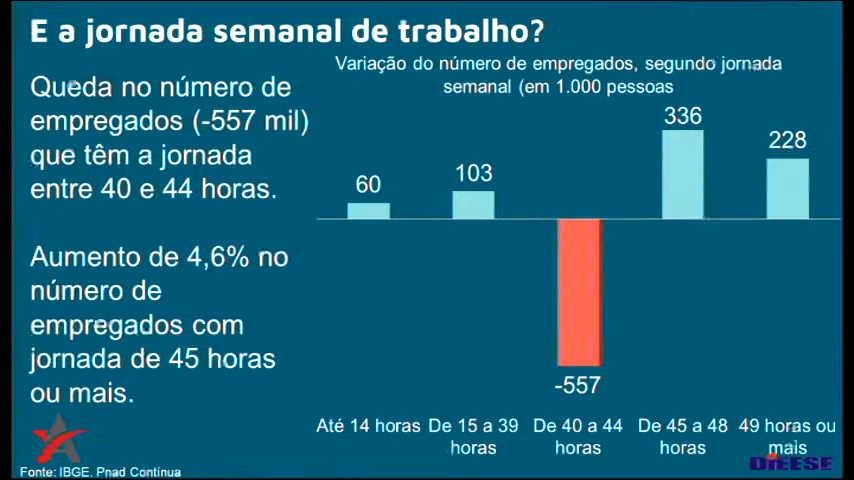 E a jornada semanal de trabalho?
Queda no número de
empregados (-557 mil)
que têm a jornada
entre 40 e 44 horas.
Aumento de 4,6% no
número de
empregados com
jornada de 45 horas
ou mais.
Variação do número de empregados, segundo jornada
semanal (em 1.000 pessoas
60
103
-557
336
228
Até 14 horas
De 15 a 39
horas
De 40 a 44
horas
De 45 a 48
horas
49 horas ou
mais
Fonte: IBGE. Pnad Contínua
DIEESE